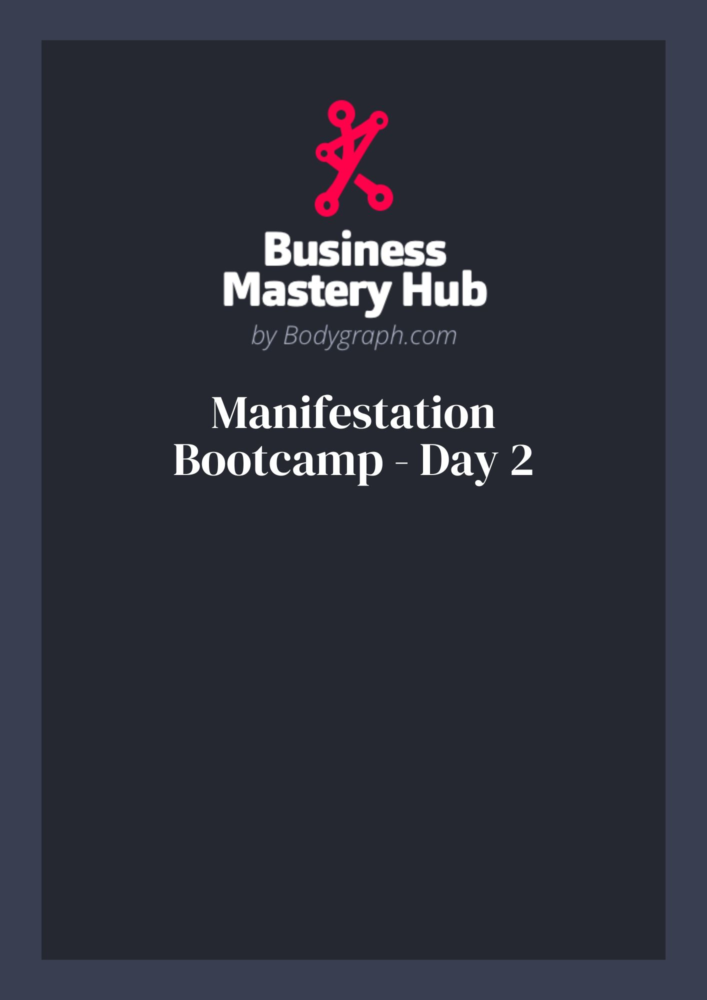 Business
Mastery Hub
by Bodygraph.com
Manifestation
Bootcamp - Day 2